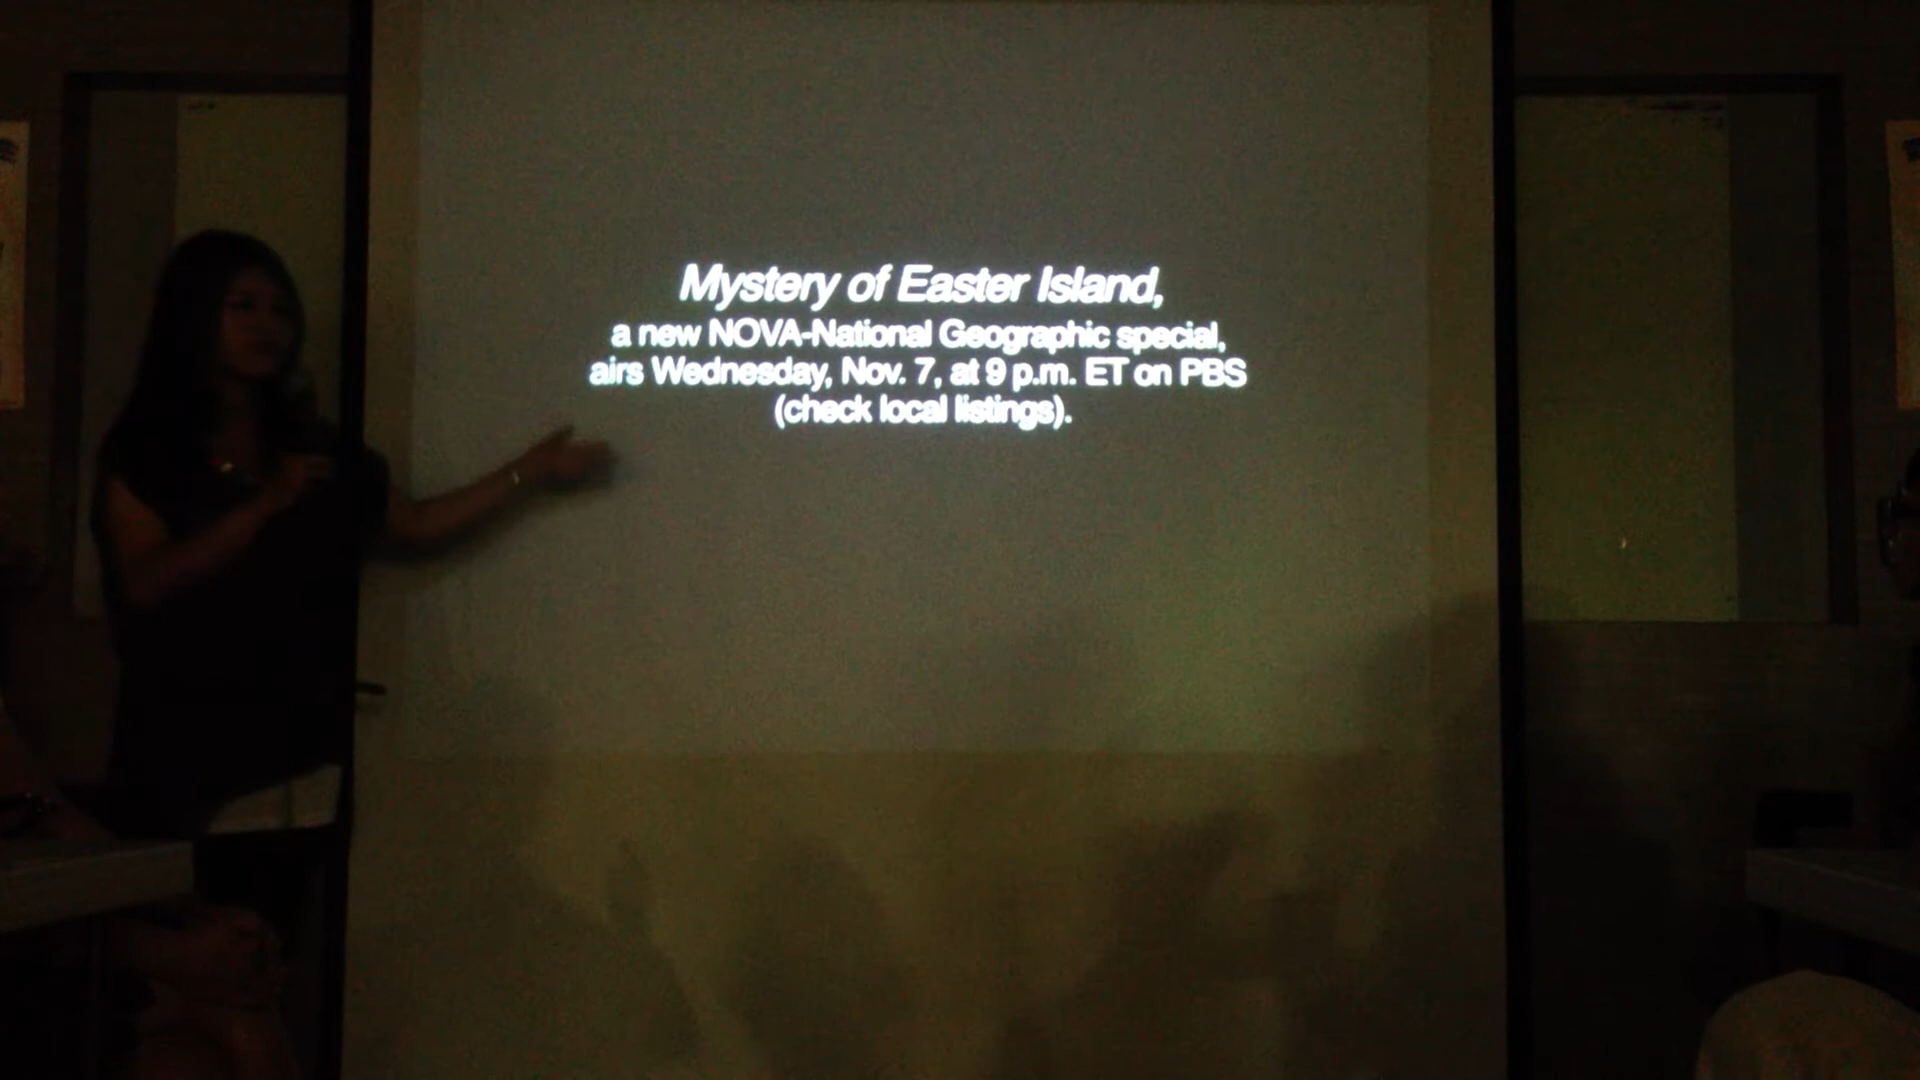 Mystery of Easter Island,
a new NOVA-National Geographic special,
airs Wednesday, Nov. 7, at 9 p.m. ET on PBS
(check local listings).